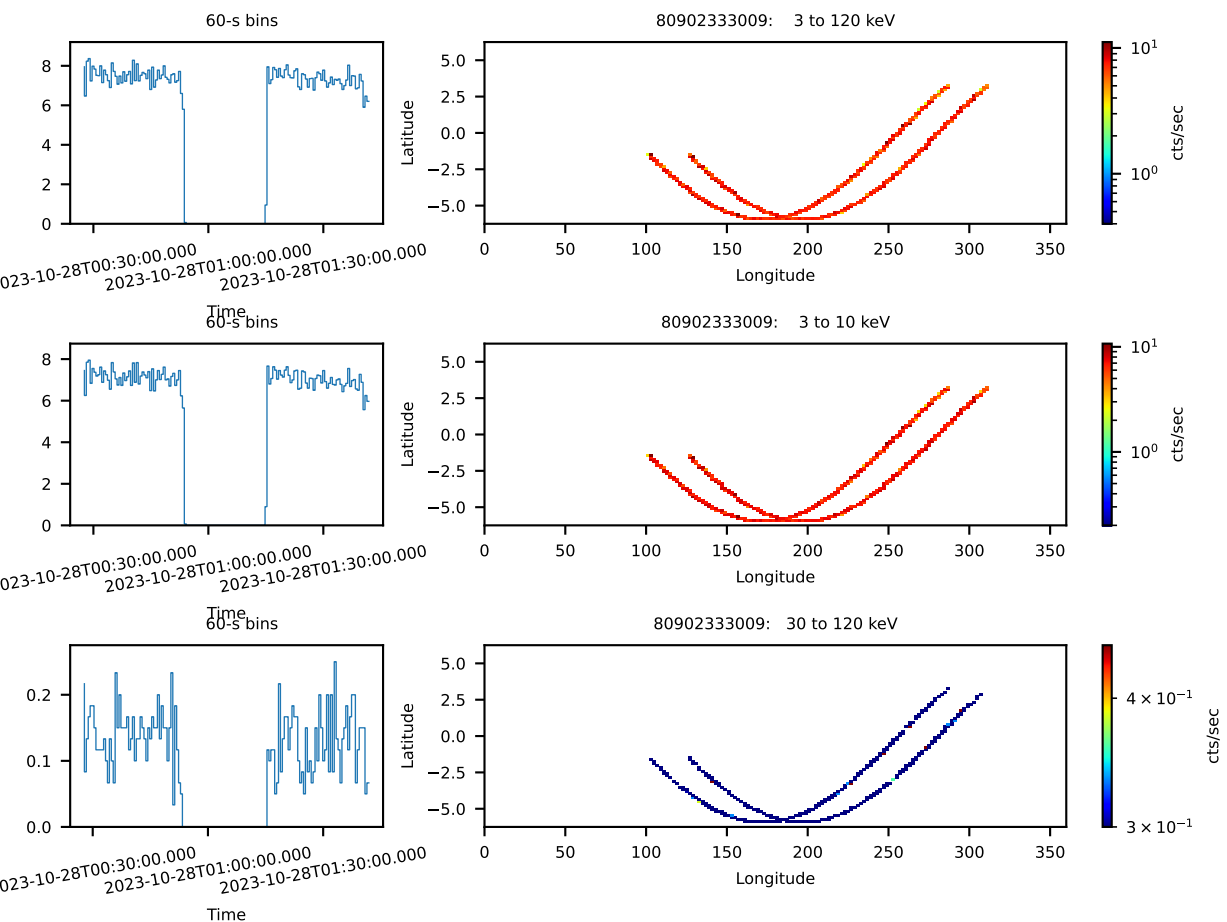 60-s bins
80902333009: 3 to 120 keV
8
6
4
2
0
023-10-28T00:30:00.000
2023-10-28T01:00:00.000
2023-10-28T01:30:00.000
Time
Latitude
5.0
2.5
0.0
−2.5
−5.0
0 50 100 150 200 250 300 350
Longitude
10¹
10⁰
cts/sec
60-s bins
80902333009: 3 to 10 keV
8
6
4
2
0
023-10-28T00:30:00.000
2023-10-28T01:00:00.000
2023-10-28T01:30:00.000
Time
Latitude
5.0
2.5
0.0
−2.5
−5.0
0 50 100 150 200 250 300 350
Longitude
10¹
10⁰
cts/sec
60-s bins
80902333009: 30 to 120 keV
0.2
0.1
0.0
023-10-28T00:30:00.000
2023-10-28T01:00:00.000
2023-10-28T01:30:00.000
Time
Latitude
5.0
2.5
0.0
−2.5
−5.0
0 50 100 150 200 250 300 350
Longitude
4 × 10⁻¹
3 × 10⁻¹
cts/sec